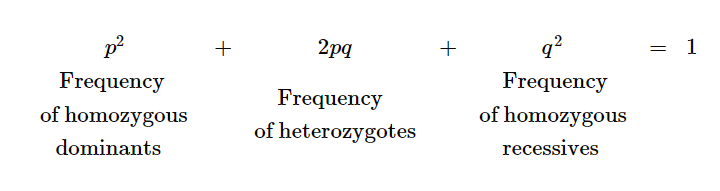 p² + 2pq + q² = 1
Frequency
of homozygous
dominants
Frequency
of heterozygotes
Frequency
of homozygous
recessives